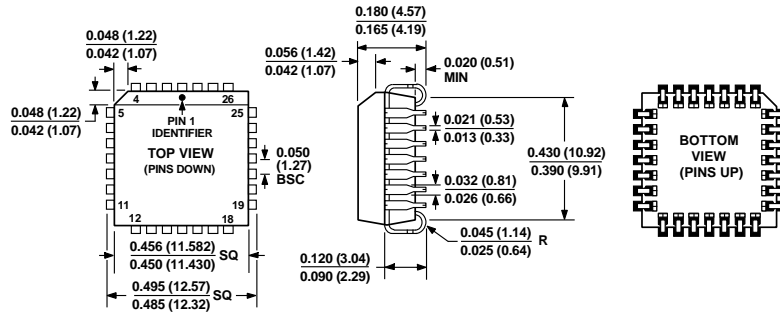 0.048 (1.22)
0.042 (1.07)
0.048 (1.22)
0.042 (1.07)
4
26
5
25
PIN 1
IDENTIFIER
TOP VIEW
(PINS DOWN)
0.050
(1.27)
BSC
11
19
12
18
0.456 (11.582)
0.450 (11.430)
SQ
0.495 (12.57)
0.485 (12.32)
SQ
0.180 (4.57)
0.165 (4.19)
0.056 (1.42)
0.042 (1.07)
0.020 (0.51)
MIN
0.021 (0.53)
0.013 (0.33)
0.430 (10.92)
0.390 (9.91)
0.032 (0.81)
0.026 (0.66)
0.045 (1.14)
0.025 (0.64)
R
0.120 (3.04)
0.090 (2.29)
BOTTOM
VIEW
(PINS UP)